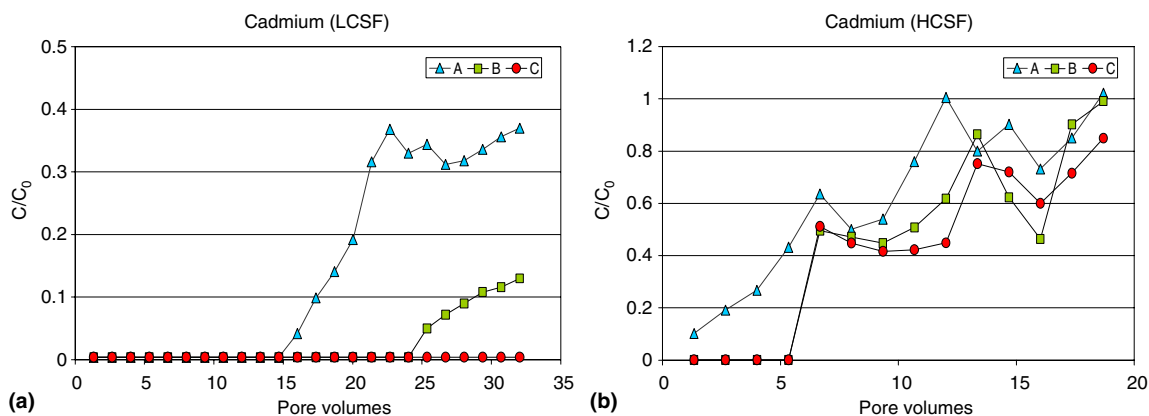 Cadmium (LCSF)
0.5
0.4
0.3
0.2
0.1
0
C/C0
A B C
0 5 10 15 20 25 30 35
Pore volumes
(a)
Cadmium (HCSF)
1.2
1
0.8
0.6
0.4
0.2
0
C/C0
A B C
0 5 10 15 20
Pore volumes
(b)